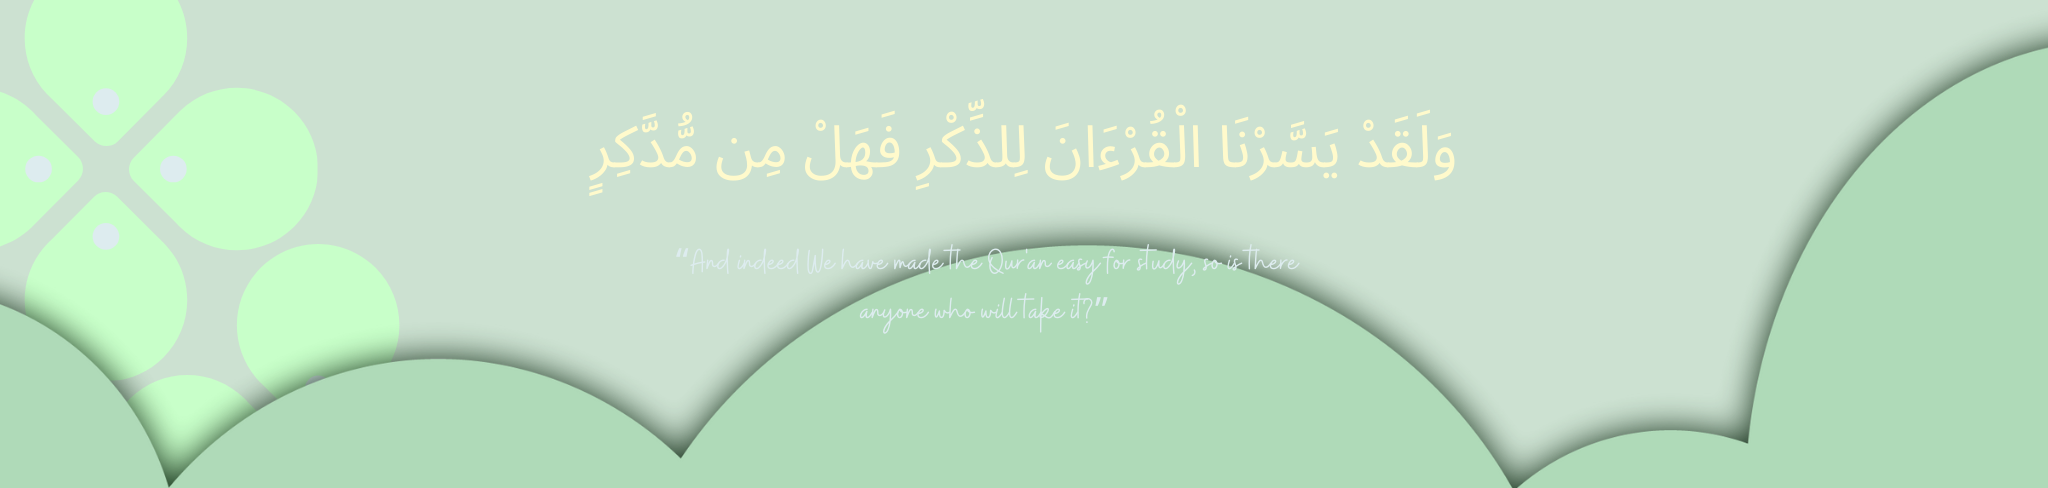 وَلَقَدْ يَسَّرْنَا الْقُرْءَانَ لِلذِّكْرِ فَهَلْ مِن مُّدَّكِرٍ
“And indeed We have made the Qur'an easy for study, so is there
anyone who will take it?”